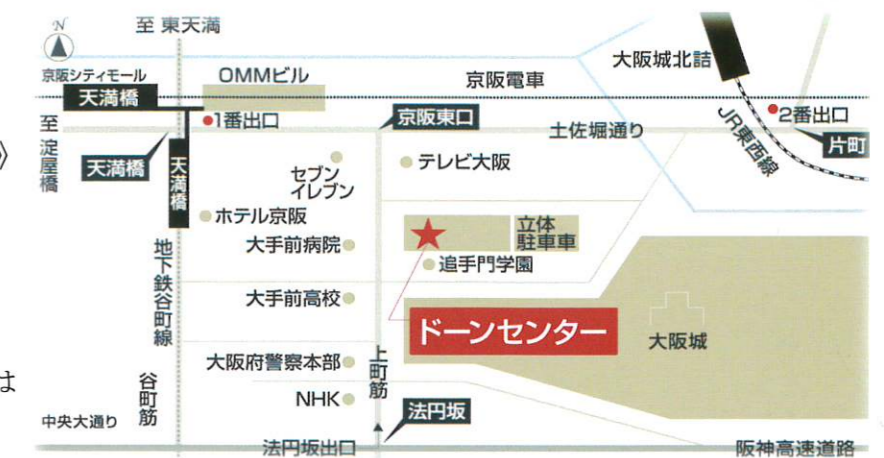 N
至 東天満
大阪城北詰
京阪シティモール
OMMビル
京阪電車
天満橋
1番出口
京阪東口
土佐堀通り
2番出口
JR東西線
片町
至
淀屋橋
》
天満橋
天満橋
セブン
イレブン
テレビ大阪
ホテル京阪
大手前病院
立体
駐車車
追手門学園
地下鉄谷町線
大手前高校
ドーンセンター
大阪城
大阪府警察本部
上町筋
は
谷町筋
NHK
法円坂
中央大通り
法円坂出口
阪神高速道路